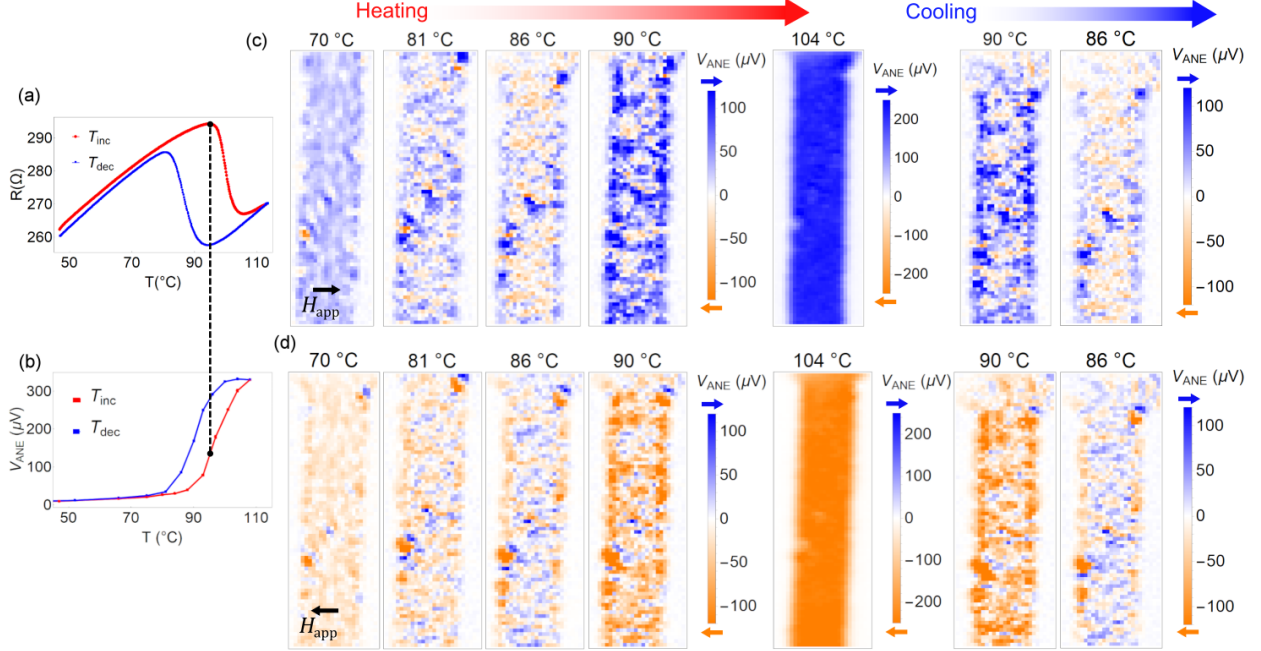 Heating
Cooling
(c)
70 °C
81 °C
86 °C
90 °C
104 °C
90 °C
86 °C
V_ANE (µV)
100
50
0
−50
−100
H_app
V_ANE (µV)
200
100
0
−100
−200
V_ANE (µV)
100
50
0
−50
−100
(a)
T_inc
T_dec
R(Ω)
290
280
270
260
50
70
90
110
T(°C)
(b)
T_inc
T_dec
V_ANE (µV)
300
200
100
0
50
70
90
110
T (°C)
(d)
70 °C
81 °C
86 °C
90 °C
104 °C
90 °C
86 °C
H_app
V_ANE (µV)
100
50
0
−50
−100
V_ANE (µV)
200
100
0
−100
−200
V_ANE (µV)
100
50
0
−50
−100